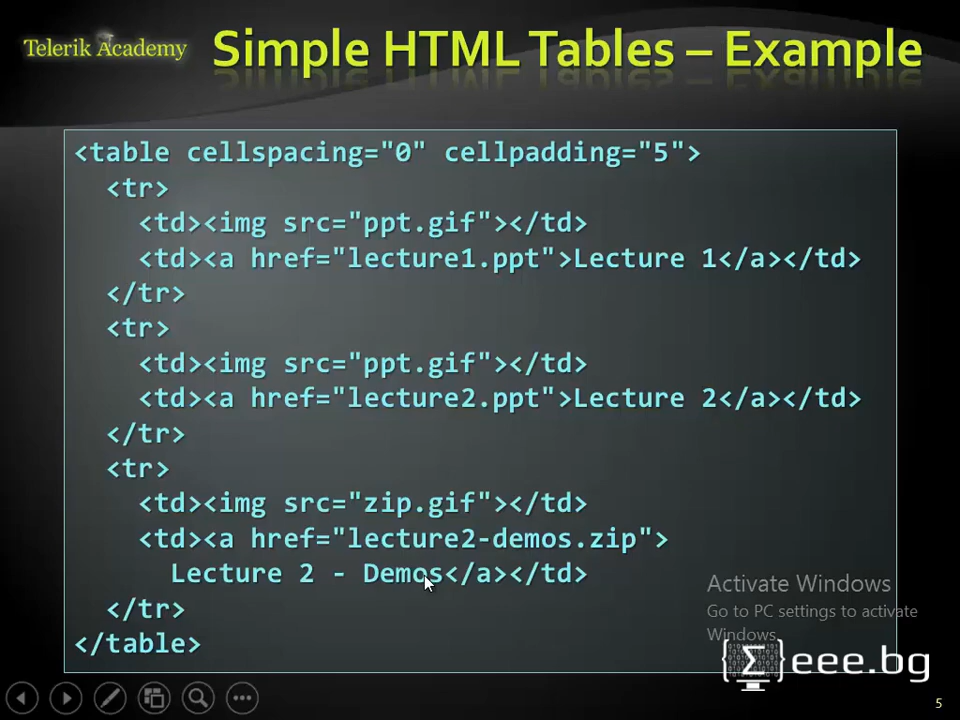 Telerik Academy
Simple HTML Tables – Example
<table cellspacing="0" cellpadding="5">
  <tr>
    <td><img src="ppt.gif"></td>
    <td><a href="lecture1.ppt">Lecture 1</a></td>
  </tr>
  <tr>
    <td><img src="ppt.gif"></td>
    <td><a href="lecture2.ppt">Lecture 2</a></td>
  </tr>
  <tr>
    <td><img src="zip.gif"></td>
    <td><a href="lecture2-demos.zip">
      Lecture 2 - Demos</a></td>
  </tr>
</table>
Activate Windows
Go to PC settings to activate
Windows.
{Σ} eee.bg
5